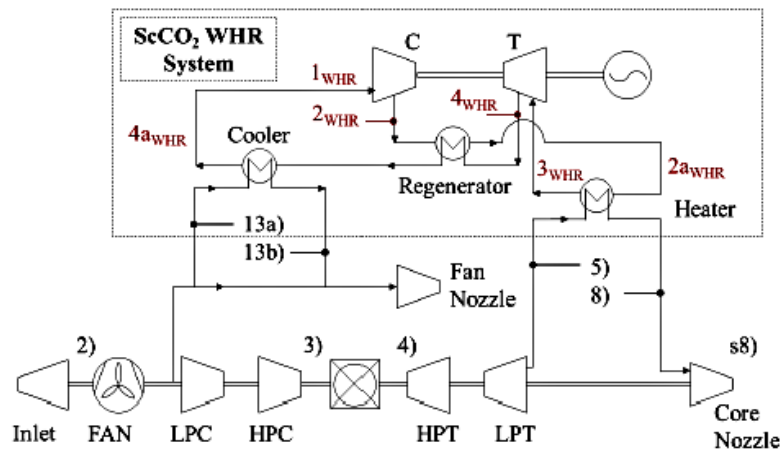 ScCO₂ WHR
System
C
T
1WHR
2WHR
4WHR
4aWHR
Cooler
3WHR
2aWHR
Regenerator
Heater
13a)
13b)
5)
8)
Fan
Nozzle
2)
3)
4)
s8)
Inlet
FAN
LPC
HPC
HPT
LPT
Core
Nozzle